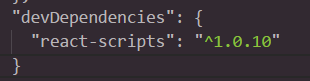 "devDependencies": {
"react-scripts": "^1.0.10"
}